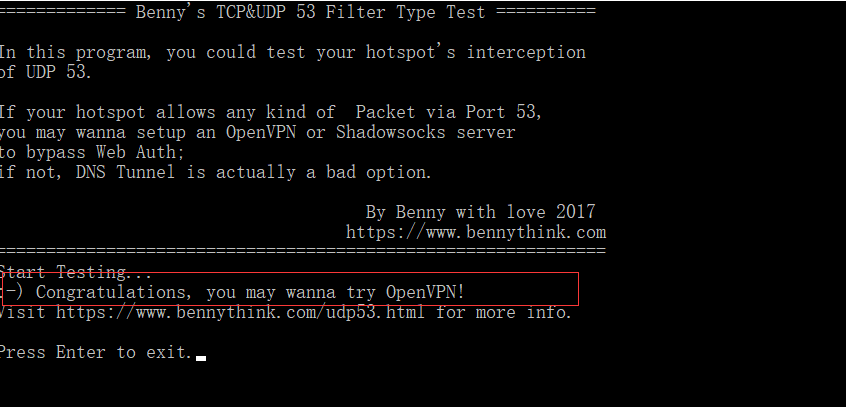 ============= Benny's TCP&UDP 53 Filter Type Test ==========
In this program, you could test your hotspot's interception
of UDP 53.
If your hotspot allows any kind of  Packet via Port 53,
you may wanna setup an OpenVPN or Shadowsocks server
to bypass Web Auth;
if not, DNS Tunnel is actually a bad option.
By Benny with love 2017
https://www.bennythink.com
=============================================================
Start Testing...
:-) Congratulations, you may wanna try OpenVPN!
Visit https://www.bennythink.com/udp53.html for more info.
Press Enter to exit.